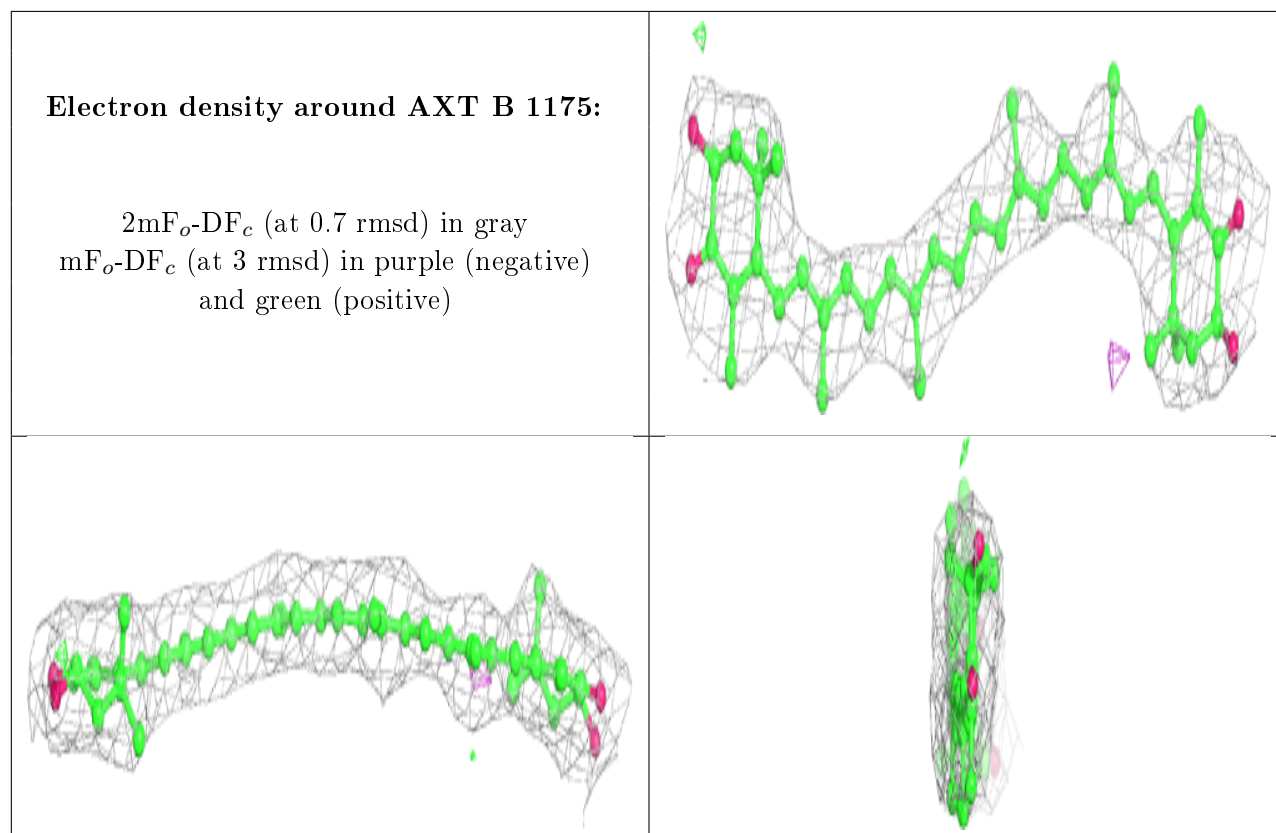 Electron density around AXT B 1175:
2mFo-DFc (at 0.7 rmsd) in gray
mFo-DFc (at 3 rmsd) in purple (negative)
and green (positive)